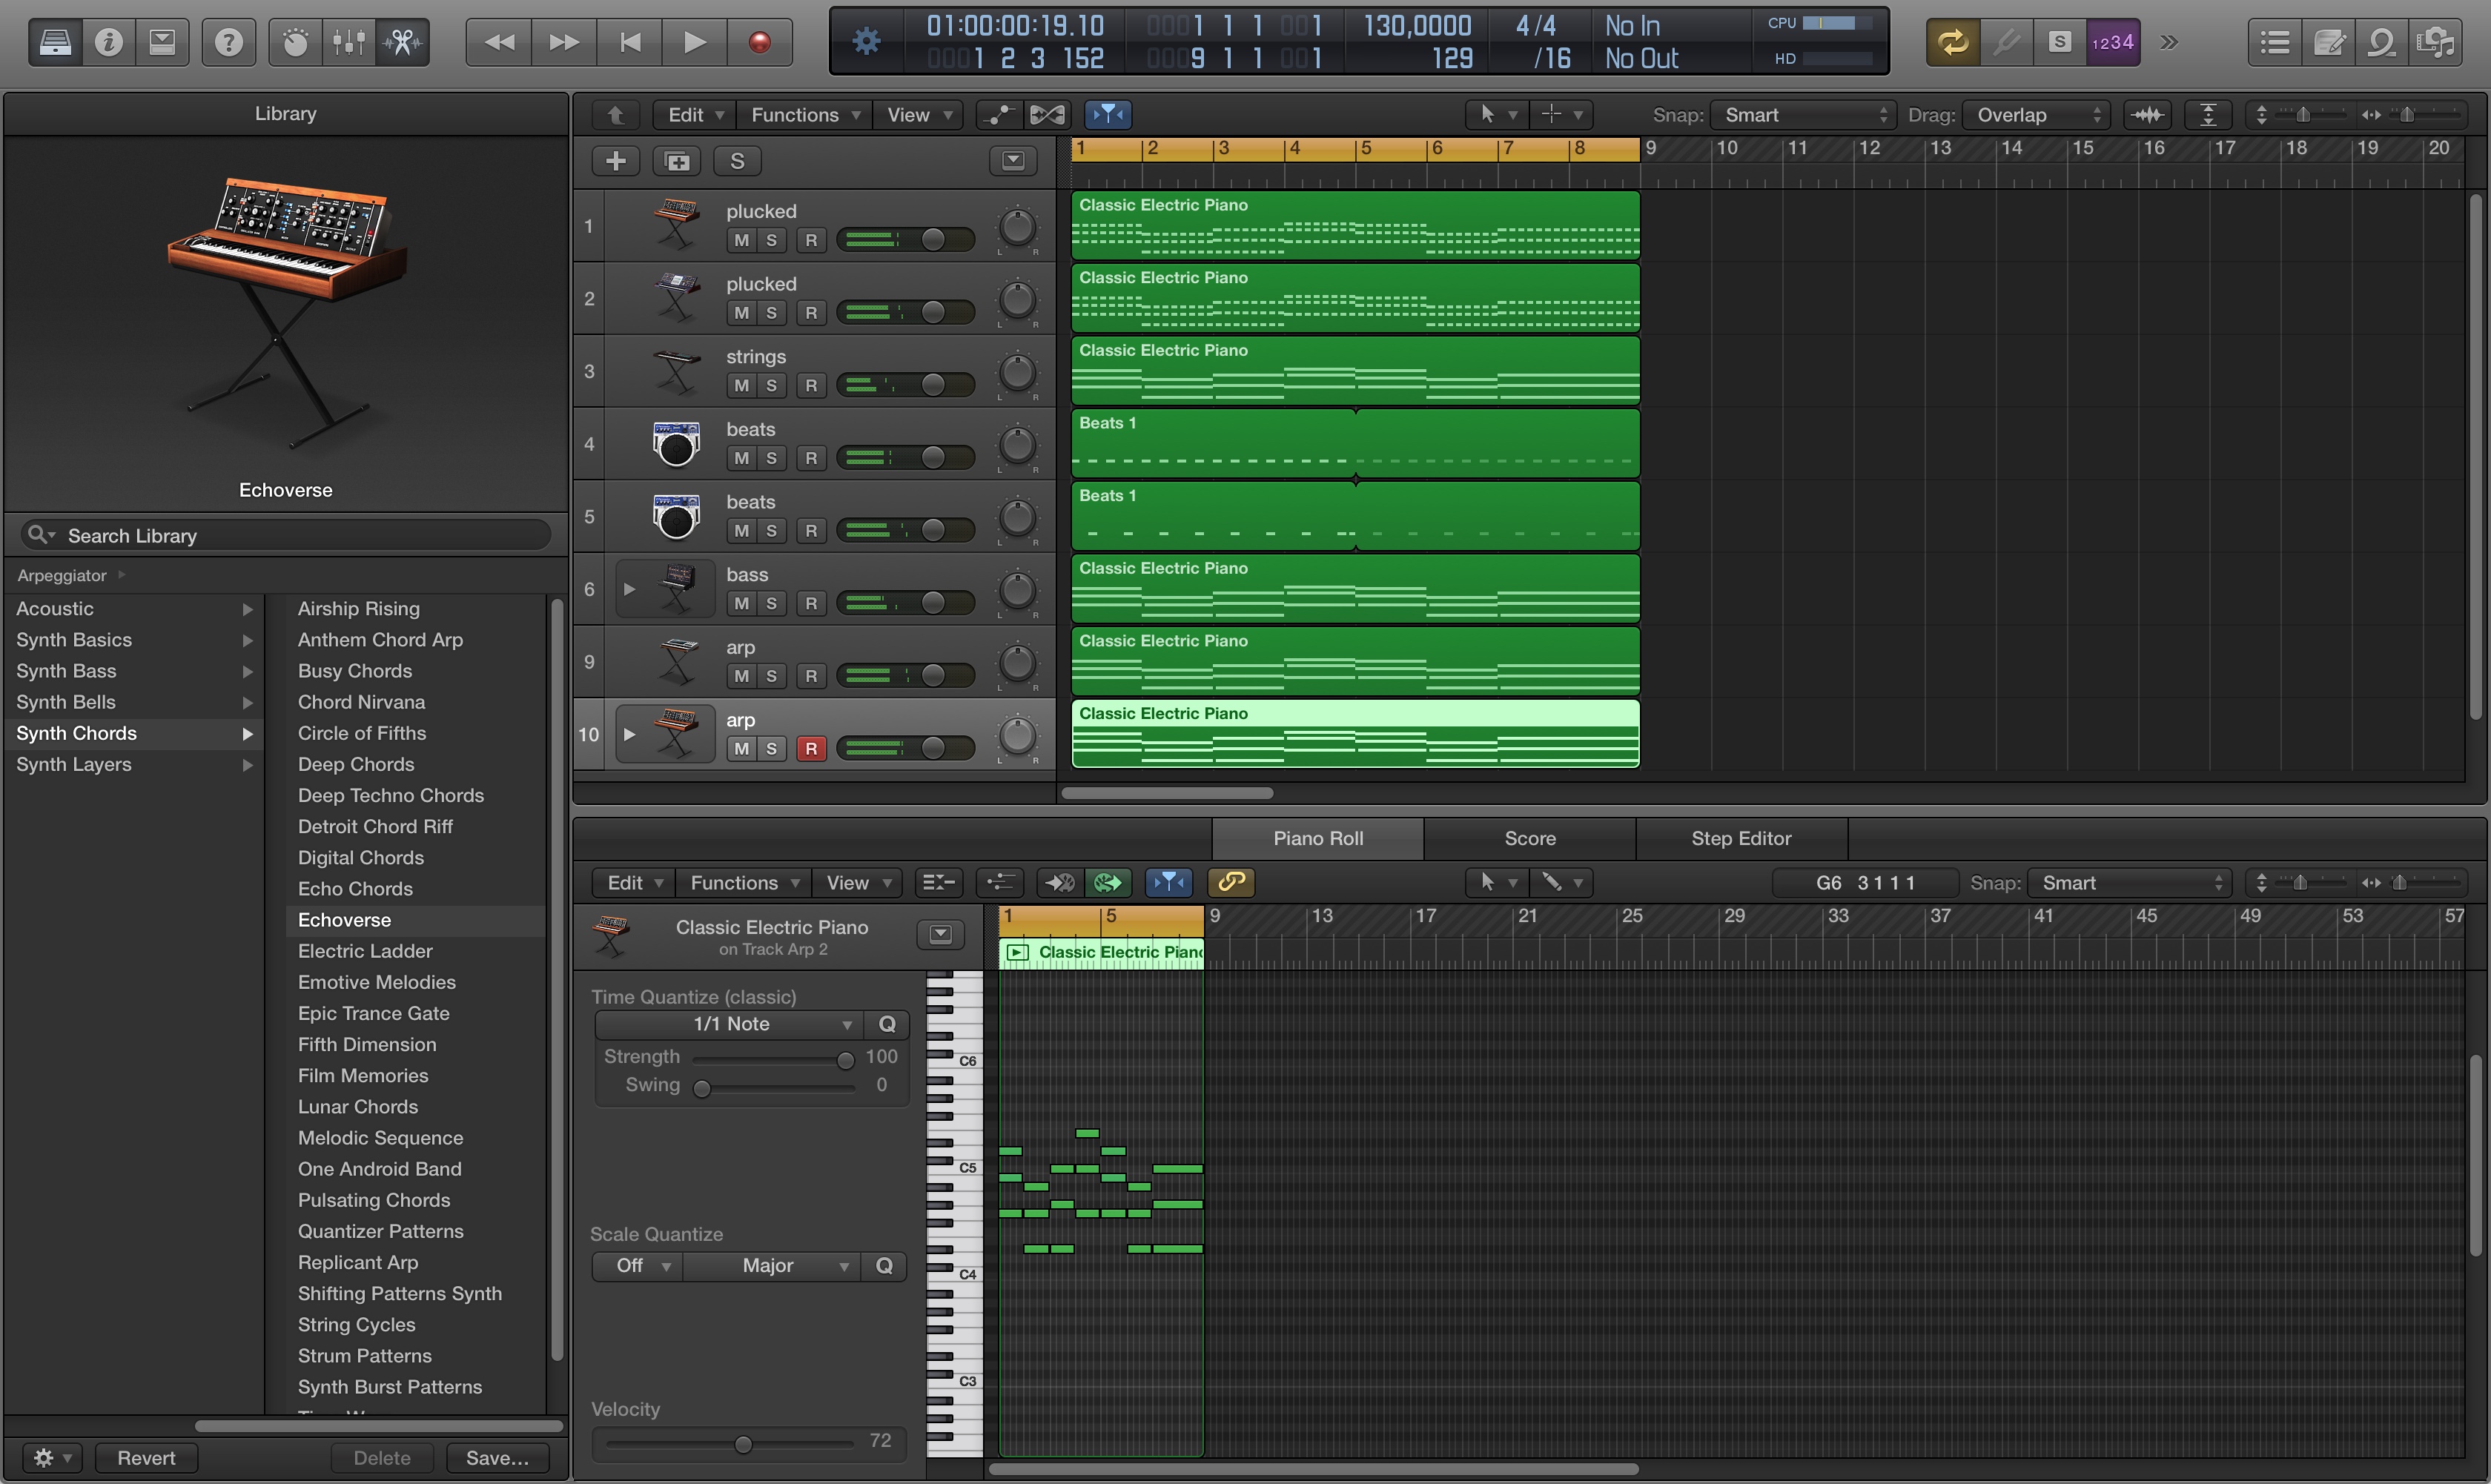 01:00:00:19.10 0001 1 1 001 130,0000 4/4 No In CPU
0001 2 3 152 0009 1 1 001 129 /16 No Out HD
S 1234
Library
Edit Functions View Snap: Smart Drag: Overlap
S
1 2 3 4 5 6 7 8 9 10 11 12 13 14 15 16 17 18 19 20
1 plucked
M S R L R
Classic Electric Piano
2 plucked
M S R L R
Classic Electric Piano
3 strings
M S R L R
Classic Electric Piano
4 beats
M S R L R
Beats 1
5 beats
M S R L R
Beats 1
6 bass
M S R L R
Classic Electric Piano
9 arp
M S R L R
Classic Electric Piano
10 arp
M S R L R
Classic Electric Piano
Echoverse
Search Library
Arpeggiator
Acoustic
Synth Basics
Synth Bass
Synth Bells
Synth Chords
Synth Layers
Airship Rising
Anthem Chord Arp
Busy Chords
Chord Nirvana
Circle of Fifths
Deep Chords
Deep Techno Chords
Detroit Chord Riff
Digital Chords
Echo Chords
Echoverse
Electric Ladder
Emotive Melodies
Epic Trance Gate
Fifth Dimension
Film Memories
Lunar Chords
Melodic Sequence
One Android Band
Pulsating Chords
Quantizer Patterns
Replicant Arp
Shifting Patterns Synth
String Cycles
Strum Patterns
Synth Burst Patterns
Revert Delete Save...
Piano Roll Score Step Editor
Edit Functions View G6 3 1 1 1 Snap: Smart
1 5 9 13 17 21 25 29 33 37 41 45 49 53 57
Classic Electric Piano
on Track Arp 2
Classic Electric Piano
Time Quantize (classic)
1/1 Note Q
Strength 100
Swing 0
Scale Quantize
Off Major Q
Velocity
72
C6
C5
C4
C3